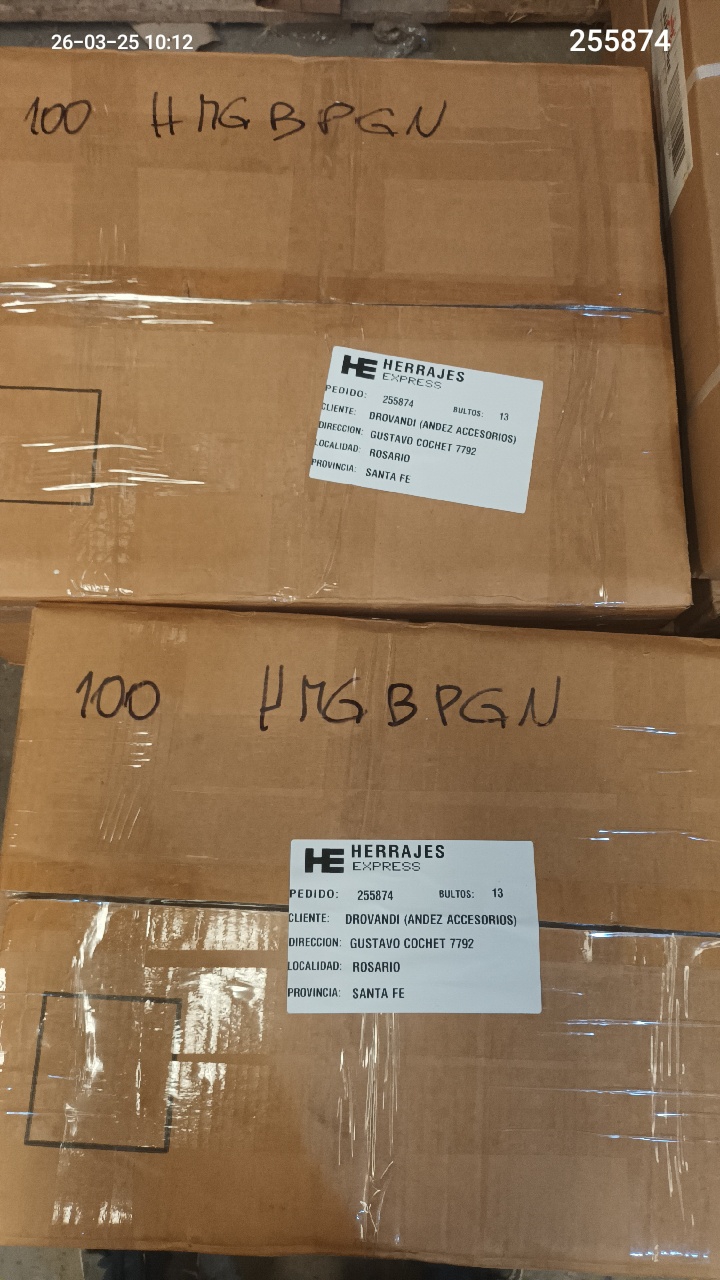 26-03-25 10:12
255874
100 HMGBPGN
HE HERRAJES
EXPRESS
PEDIDO: 255874 BULTOS: 13
CLIENTE: DROVANDI (ANDEZ ACCESORIOS)
DIRECCION: GUSTAVO COCHET 7792
LOCALIDAD: ROSARIO
PROVINCIA: SANTA FE
100 HMGBPGN
HE HERRAJES
EXPRESS
PEDIDO: 255874 BULTOS: 13
CLIENTE: DROVANDI (ANDEZ ACCESORIOS)
DIRECCION: GUSTAVO COCHET 7792
LOCALIDAD: ROSARIO
PROVINCIA: SANTA FE